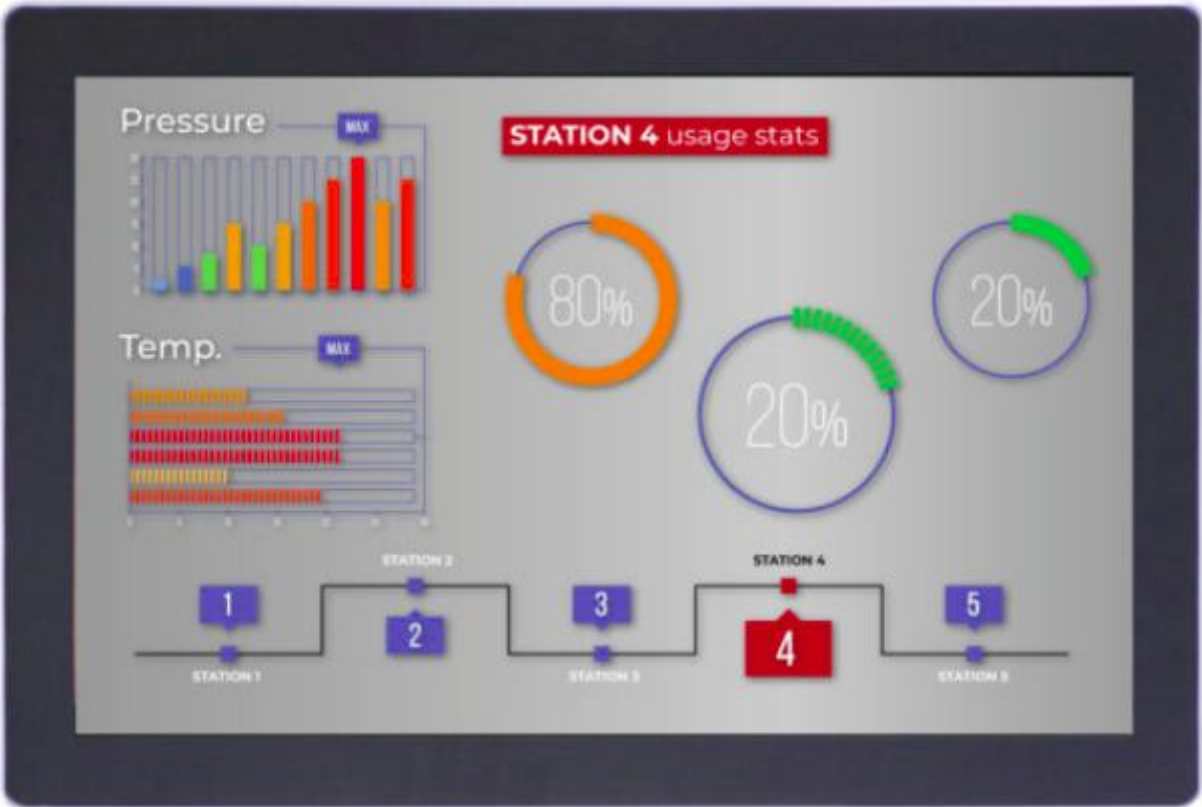 Pressure
MAX
STATION 4 usage stats
80%
20%
20%
Temp.
MAX
STATION 2
STATION 4
1
3
5
2
4
STATION 1
STATION 3
STATION 5